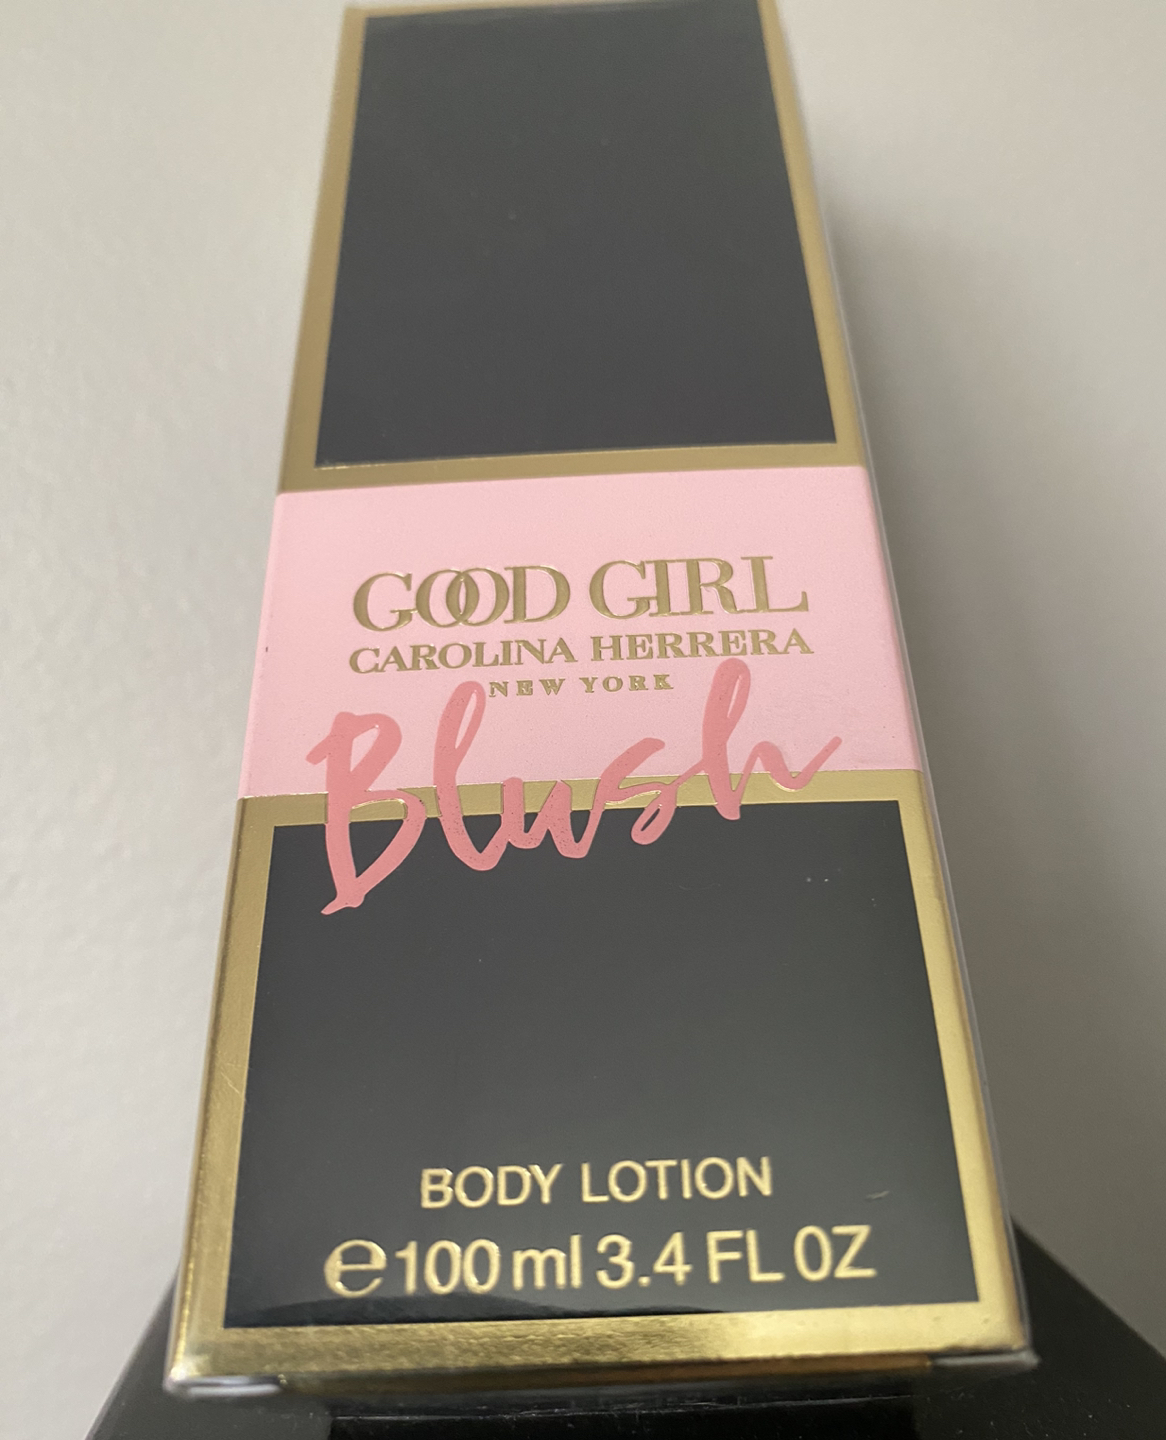 GOOD GIRL
CAROLINA HERRERA
NEW YORK
Blush
BODY LOTION
℮100 ml 3.4 FL OZ